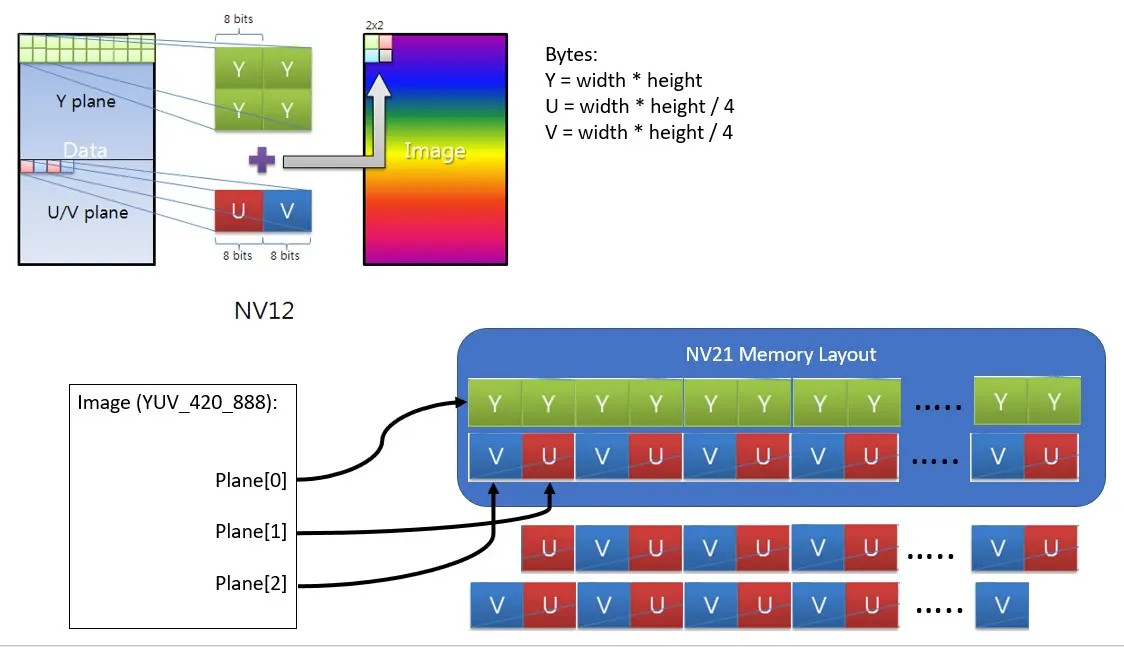 8 bits
Y Y
Y Y
Y plane
Data
U/V plane
U V
8 bits 8 bits
2x2
Image
NV12
Bytes:
Y = width * height
U = width * height / 4
V = width * height / 4
Image (YUV_420_888):
Plane[0]
Plane[1]
Plane[2]
NV21 Memory Layout
Y Y Y Y Y Y Y Y ..... Y Y
V U V U V U V U ..... V U
U V U V U V U ..... V U
V U V U V U V U ..... V